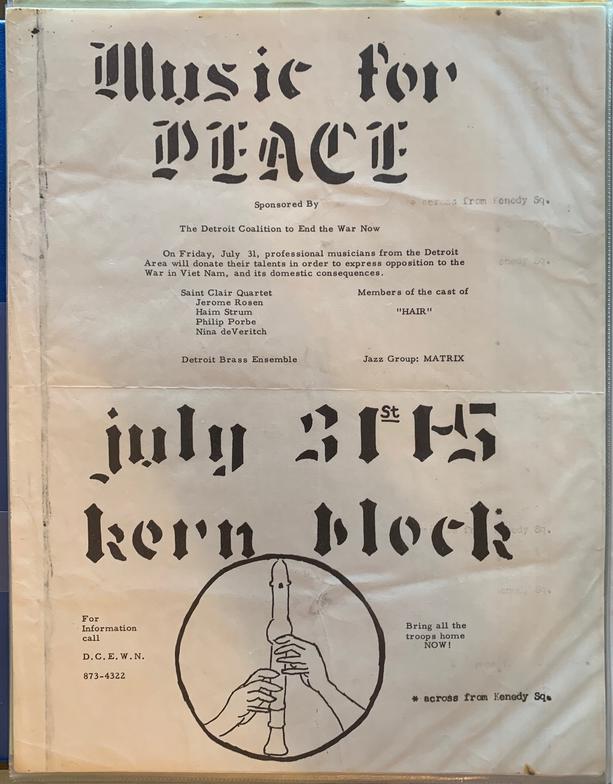 Music for
PEACE
Sponsored By
* across from Kenedy Sq.
The Detroit Coalition to End the War Now
On Friday, July 31, professional musicians from the Detroit
Area will donate their talents in order to express opposition to the
War in Viet Nam, and its domestic consequences.
Saint Clair Quartet
Jerome Rosen
Haim Strum
Philip Porbe
Nina deVeritch
Members of the cast of
"HAIR"
Detroit Brass Ensemble
Jazz Group: MATRIX
july 31st 1-5
kern block
For
Information
call
D.C.E.W.N.
873-4322
Bring all the
troops home
NOW!
* across from Kenedy Sq.